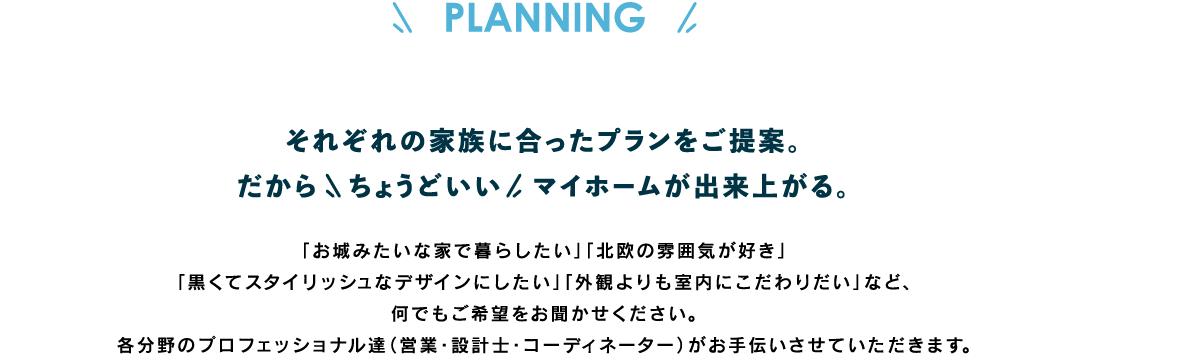 PLANNING
それぞれの家族に合ったプランをご提案。
だから\\ちょうどいい// マイホームが出来上がる。
「お城みたいな家で暮らしたい」「北欧の雰囲気が好き」
「黒くてスタイリッシュなデザインにしたい」「外観よりも室内にこだわりだい」など、
何でもご希望をお聞かせください。
各分野のプロフェッショナル達（営業・設計士・コーディネーター）がお手伝いさせていただきます。